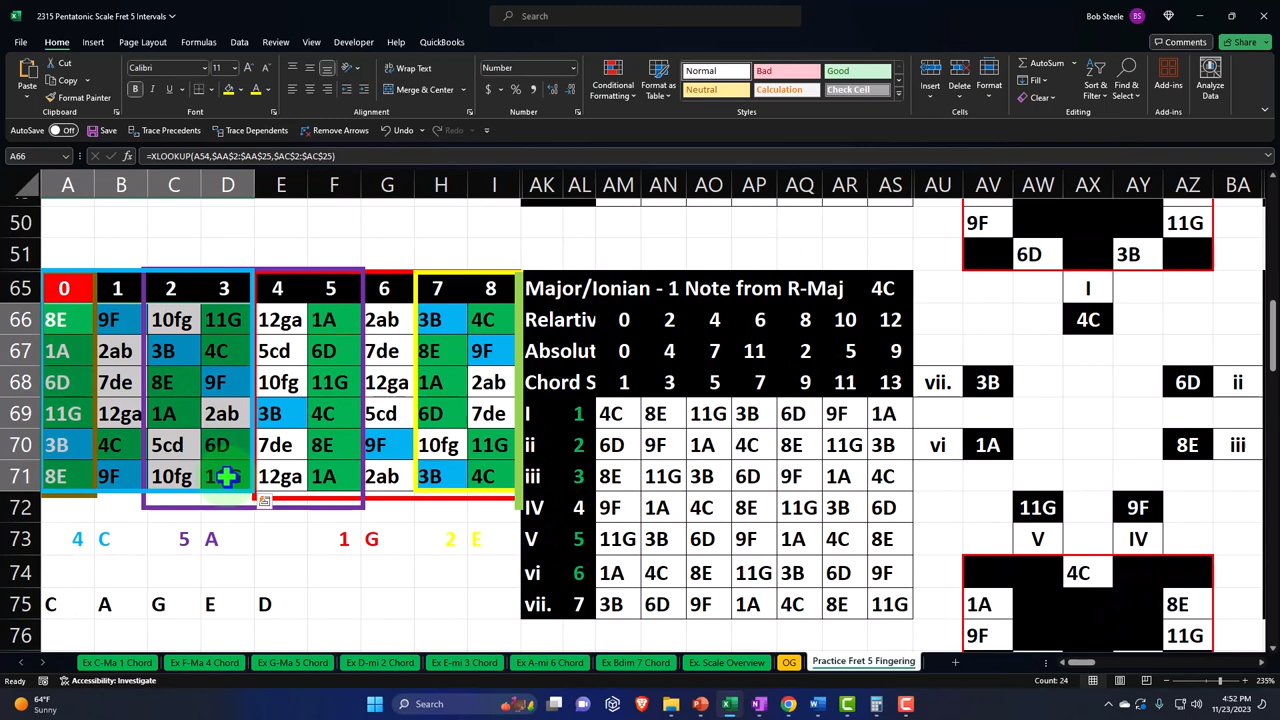 2315 Pentatonic Scale Fret 5 Intervals
Search
Bob Steele BS
File Home Insert Page Layout Formulas Data Review View Developer Help QuickBooks Comments Share
Paste Cut Copy Format Painter Clipboard
Calibri 11 B I U Font
Wrap Text Merge & Center Alignment
Number $ % Number
Conditional Formatting Format as Table
Normal Bad Good Neutral Calculation Check Cell Styles
Insert Delete Format Cells
AutoSum Fill Clear Sort & Filter Find & Select Editing
Add-ins Add-ins Analyze Data
AutoSave Off Save Trace Precedents Trace Dependents Remove Arrows Undo
A66 fx =XLOOKUP(A54,$AA$2:$AA$25,$AC$2:$AC$25)
A B C D E F G H I AK AL AM AN AO AP AQ AR AS AU AV AW AX AY AZ BA
50 9F 11G
51 6D 3B
65 0 1 2 3 4 5 6 7 8 Major/Ionian - 1 Note from R-Maj 4C I
66 8E 9F 10fg 11G 12ga 1A 2ab 3B 4C Relartiv 0 2 4 6 8 10 12 4C
67 1A 2ab 3B 4C 5cd 6D 7de 8E 9F Absolut 0 4 7 11 2 5 9
68 6D 7de 8E 9F 10fg 11G 12ga 1A 2ab Chord S 1 3 5 7 9 11 13 vii. 3B 6D ii
69 11G 12ga 1A 2ab 3B 4C 5cd 6D 7de I 1 4C 8E 11G 3B 6D 9F 1A
70 3B 4C 5cd 6D 7de 8E 9F 10fg 11G ii 2 6D 9F 1A 4C 8E 11G 3B vi 1A 8E iii
71 8E 9F 10fg 12ga 1A 2ab 3B 4C iii 3 8E 11G 3B 6D 9F 1A 4C
72 IV 4 9F 1A 4C 8E 11G 3B 6D 11G 9F
73 4 C 5 A 1 G 2 E V 5 11G 3B 6D 9F 1A 4C 8E V IV
74 vi 6 1A 4C 8E 11G 3B 6D 9F 4C
75 C A G E D vii. 7 3B 6D 9F 1A 4C 8E 11G 1A 8E
76 9F 11G
Ex C-Ma 1 Chord Ex F-Ma 4 Chord Ex G-Ma 5 Chord Ex D-mi 2 Chord Ex E-mi 3 Chord Ex A-mi 6 Chord Ex Bdim 7 Chord Ex. Scale Overview OG Practice Fret 5 Fingering
Ready Accessibility: Investigate Count: 24 235%
64°F
Sunny
Search
4:52 PM
11/23/2023